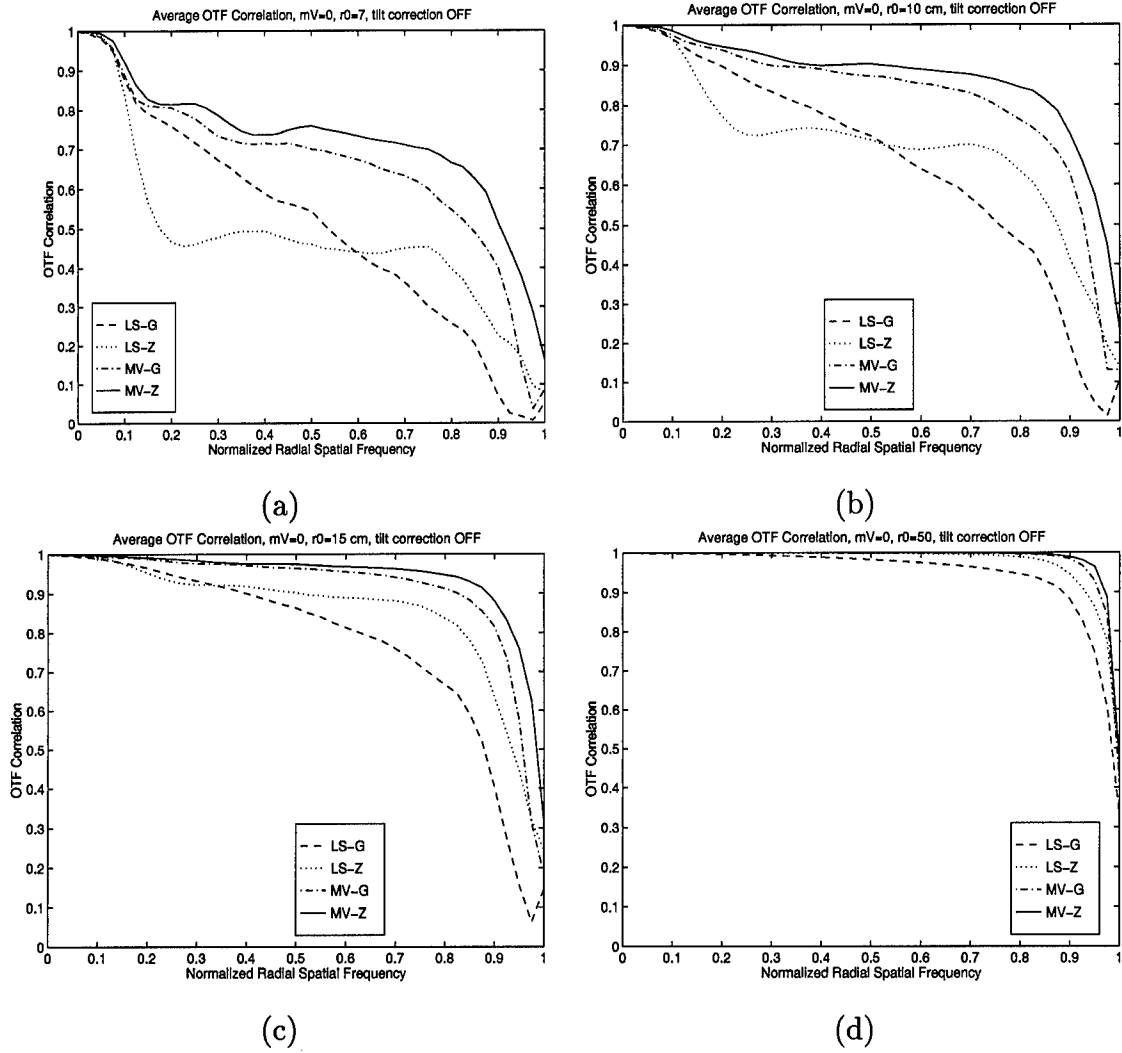 Average OTF Correlation, mV=0, r0=7, tilt correction OFF
1
0.9
0.8
0.7
0.6
0.5
0.4
0.3
0.2
0.1
0
OTF Correlation
LS-G
LS-Z
MV-G
MV-Z
0 0.1 0.2 0.3 0.4 0.5 0.6 0.7 0.8 0.9 1
Normalized Radial Spatial Frequency
(a)
Average OTF Correlation, mV=0, r0=10 cm, tilt correction OFF
1
0.9
0.8
0.7
0.6
0.5
0.4
0.3
0.2
0.1
0
OTF Correlation
LS-G
LS-Z
MV-G
MV-Z
0 0.1 0.2 0.3 0.4 0.5 0.6 0.7 0.8 0.9 1
Normalized Radial Spatial Frequency
(b)
Average OTF Correlation, mV=0, r0=15 cm, tilt correction OFF
1
0.9
0.8
0.7
0.6
0.5
0.4
0.3
0.2
0.1
0
OTF Correlation
LS-G
LS-Z
MV-G
MV-Z
0 0.1 0.2 0.3 0.4 0.5 0.6 0.7 0.8 0.9 1
Normalized Radial Spatial Frequency
(c)
Average OTF Correlation, mV=0, r0=50, tilt correction OFF
1
0.9
0.8
0.7
0.6
0.5
0.4
0.3
0.2
0.1
0
OTF Correlation
LS-G
LS-Z
MV-G
MV-Z
0 0.1 0.2 0.3 0.4 0.5 0.6 0.7 0.8 0.9 1
Normalized Radial Spatial Frequency
(d)